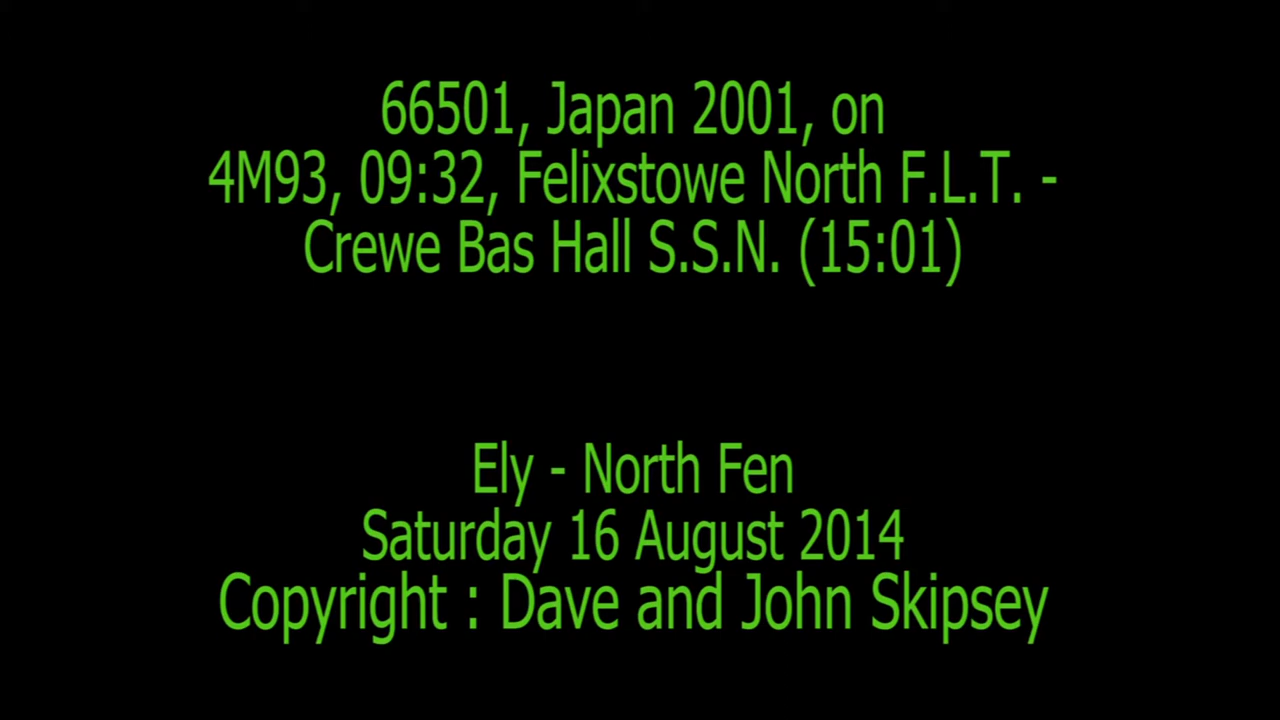 66501, Japan 2001, on
4M93, 09:32, Felixstowe North F.L.T. -
Crewe Bas Hall S.S.N. (15:01)
Ely - North Fen
Saturday 16 August 2014
Copyright : Dave and John Skipsey